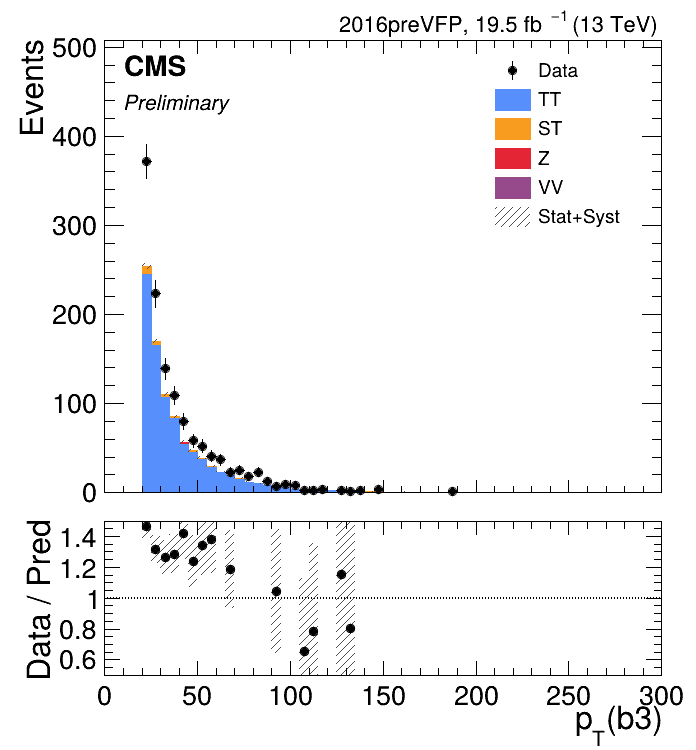 2016preVFP, 19.5 fb⁻¹ (13 TeV)
Events
500
400
300
200
100
0
CMS
Preliminary
Data
TT
ST
Z
VV
Stat+Syst
Data / Pred
1.4
1.2
1
0.8
0.6
0
50
100
150
200
250
300
p_T(b3)